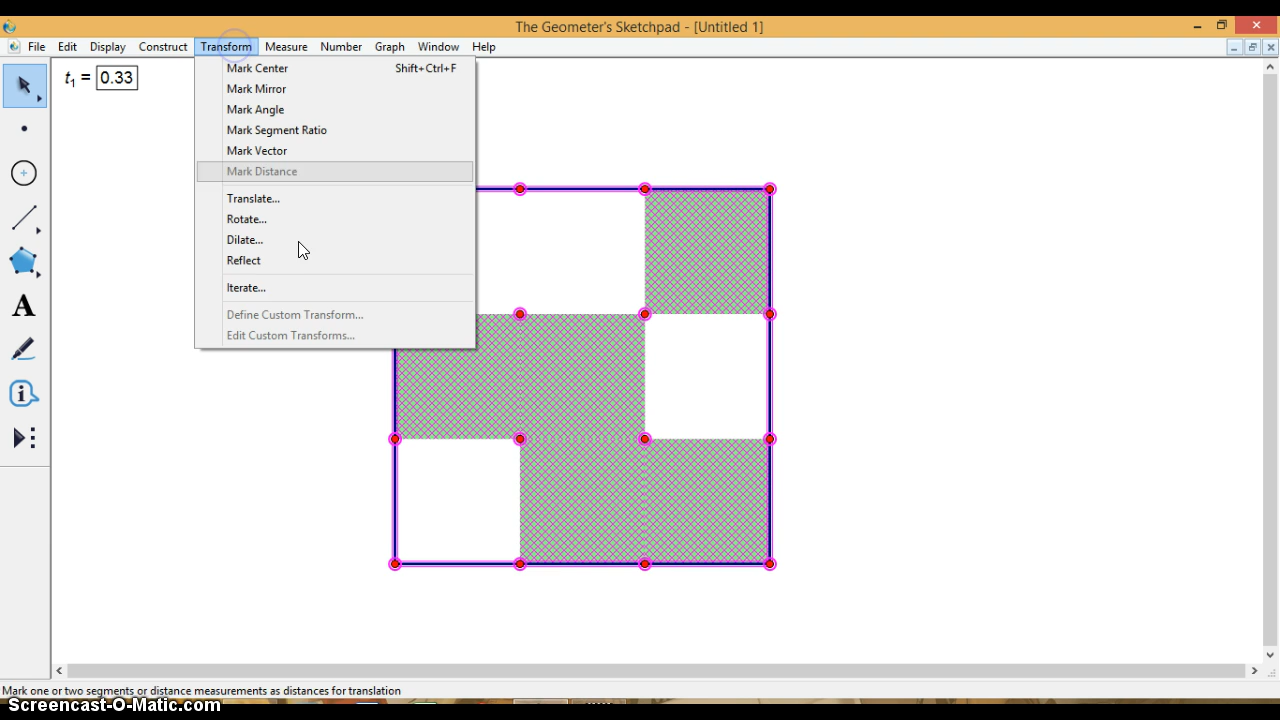 The Geometer's Sketchpad - [Untitled 1]
File Edit Display Construct Transform Measure Number Graph Window Help
t1 = 0.33
Mark Center Shift+Ctrl+F
Mark Mirror
Mark Angle
Mark Segment Ratio
Mark Vector
Mark Distance
Translate...
Rotate...
Dilate...
Reflect
Iterate...
Define Custom Transform...
Edit Custom Transforms...
A
Mark one or two segments or distance measurements as distances for translation
Screencast-O-Matic.com